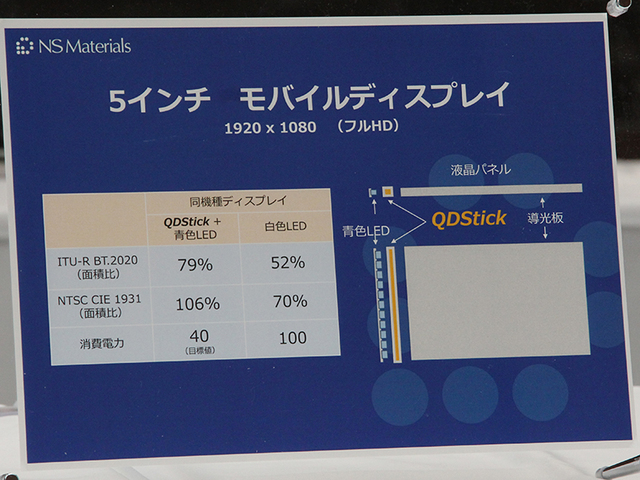 NS Materials
5インチ　モバイルディスプレイ
1920 x 1080　（フルHD）
同機種ディスプレイ
QDStick +
青色LED
白色LED
ITU-R BT.2020
（面積比）
79%
52%
NTSC CIE 1931
（面積比）
106%
70%
消費電力
40
（目標値）
100
液晶パネル
青色LED
QDStick
導光板